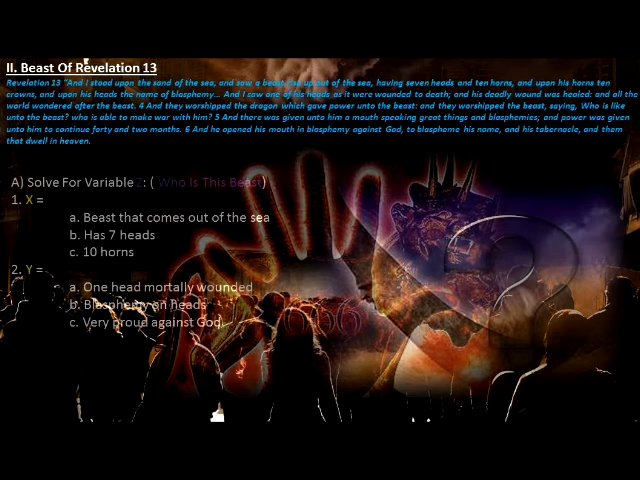 II. Beast Of Revelation 13
Revelation 13 "And I stood upon the sand of the sea, and saw a beast rise up out of the sea, having seven heads and ten horns, and upon his horns ten
crowns, and upon his heads the name of blasphemy... And I saw one of his heads as it were wounded to death; and his deadly wound was healed: and all the
world wondered after the beast. 4 And they worshipped the dragon which gave power unto the beast: and they worshipped the beast, saying, Who is like
unto the beast? who is able to make war with him? 5 And there was given unto him a mouth speaking great things and blasphemies; and power was given
unto him to continue forty and two months. 6 And he opened his mouth in blasphemy against God, to blaspheme his name, and his tabernacle, and them
that dwell in heaven.
A) Solve For Variable Z: ( Who Is This Beast)
1. X =
a. Beast that comes out of the sea
b. Has 7 heads
c. 10 horns
2. Y =
a. One head mortally wounded
b. Blasphemy on heads
c. Very proud against God.